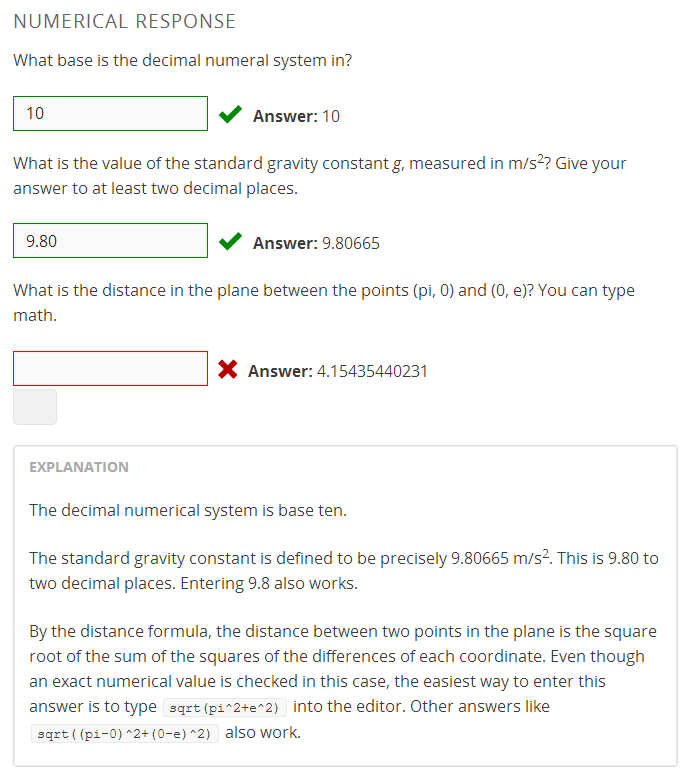 NUMERICAL RESPONSE
What base is the decimal numeral system in?
10
Answer: 10
What is the value of the standard gravity constant g, measured in m/s²? Give your
answer to at least two decimal places.
9.80
Answer: 9.80665
What is the distance in the plane between the points (pi, 0) and (0, e)? You can type
math.
Answer: 4.15435440231
EXPLANATION
The decimal numerical system is base ten.
The standard gravity constant is defined to be precisely 9.80665 m/s². This is 9.80 to
two decimal places. Entering 9.8 also works.
By the distance formula, the distance between two points in the plane is the square
root of the sum of the squares of the differences of each coordinate. Even though
an exact numerical value is checked in this case, the easiest way to enter this
answer is to type sqrt(pi^2+e^2) into the editor. Other answers like
sqrt((pi-0)^2+(0-e)^2) also work.